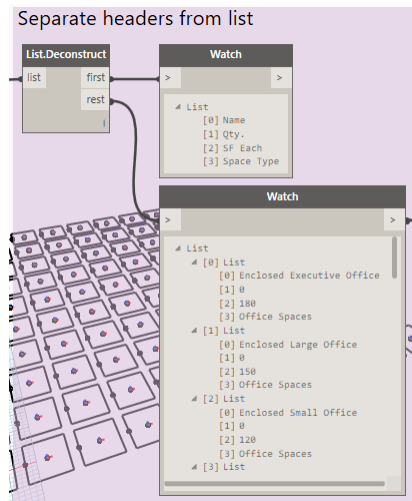 Separate headers from list
List.Deconstruct
list
first
rest
l
Watch
>
>
List
[0] Name
[1] Qty.
[2] SF Each
[3] Space Type
Watch
>
>
List
[0] List
[0] Enclosed Executive Office
[1] 0
[2] 180
[3] Office Spaces
[1] List
[0] Enclosed Large Office
[1] 0
[2] 150
[3] Office Spaces
[2] List
[0] Enclosed Small Office
[1] 0
[2] 120
[3] Office Spaces
[3] List